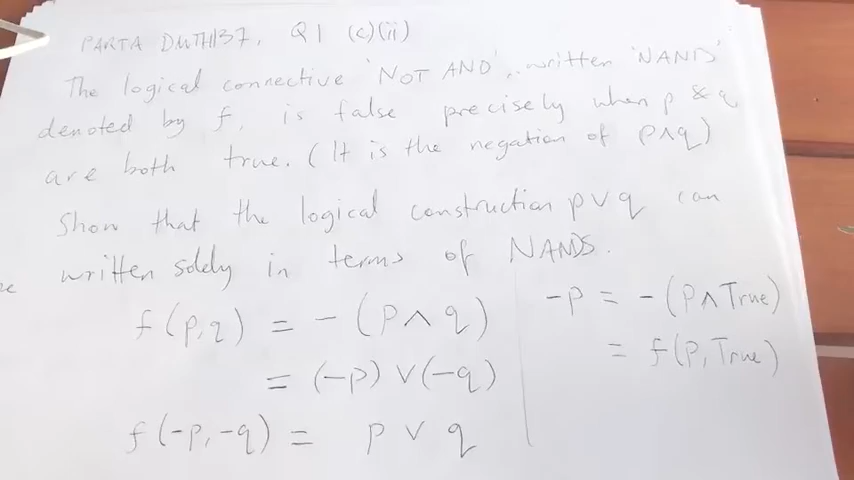 PARTA DMTH137, Q1 (c)(ii)
The logical connective 'NOT AND', written 'NAND'
denoted by f, is false precisely when p & q
are both true. (It is the negation of p∧q)
Show that the logical construction p∨q can
be written solely in terms of NANDS.
f(p,q) = -(p∧q)
= (-p)∨(-q)
f(-p,-q) = p∨q
-p = -(p∧True)
= f(p,True)